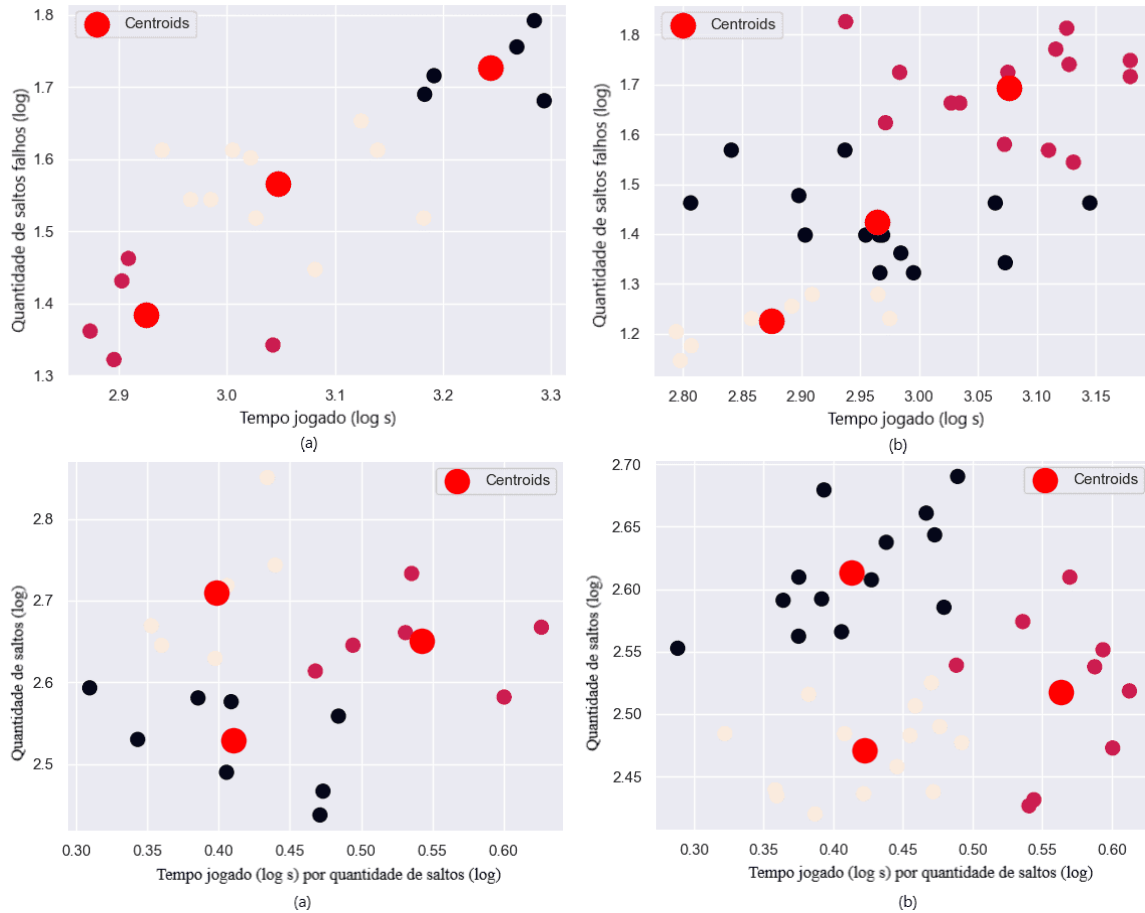 Centroids
1.8
1.7
1.6
1.5
1.4
1.3
Quantidade de saltos falhos (log)
2.9 3.0 3.1 3.2 3.3
Tempo jogado (log s)
(a)
Centroids
1.8
1.7
1.6
1.5
1.4
1.3
1.2
Quantidade de saltos falhos (log)
2.80 2.85 2.90 2.95 3.00 3.05 3.10 3.15
Tempo jogado (log s)
(b)
Centroids
2.8
2.7
2.6
2.5
Quantidade de saltos (log)
0.30 0.35 0.40 0.45 0.50 0.55 0.60
Tempo jogado (log s) por quantidade de saltos (log)
(a)
Centroids
2.70
2.65
2.60
2.55
2.50
2.45
Quantidade de saltos (log)
0.30 0.35 0.40 0.45 0.50 0.55 0.60
Tempo jogado (log s) por quantidade de saltos (log)
(b)